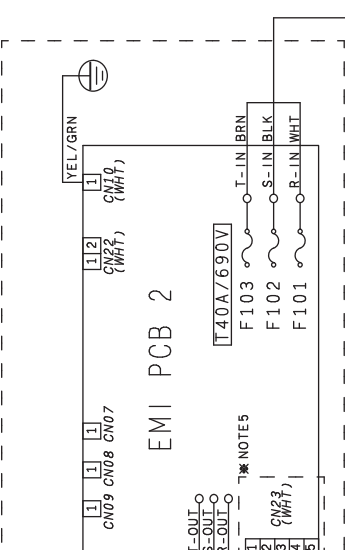 YEL/GRN
T-IN BRN
S-IN BLK
R-IN WHT
1
CN10
(WHT)
1 2
CN22
(WHT)
T40A/690V
F103
F102
F101
EMI PCB 2
1
CN07
1
CN08
1
CN09
※NOTE5
T-OUT
S-OUT
R-OUT
CN23
(WHT)
1
2
3
4
5